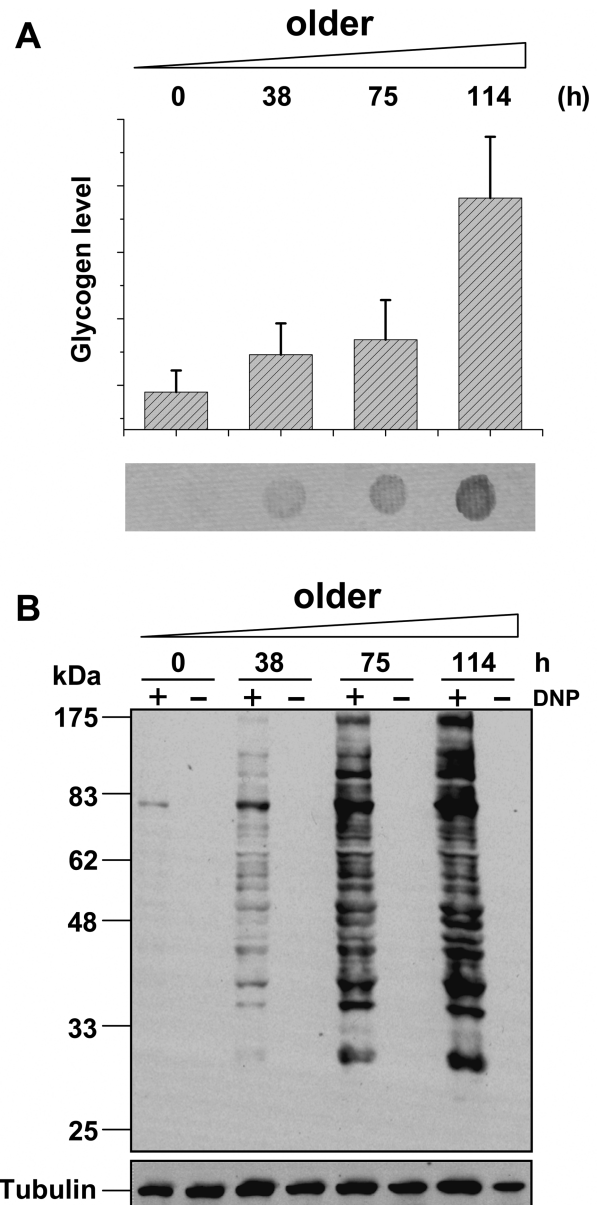 A
older
0 38 75 114 (h)
Glycogen level
B
older
0 38 75 114 h
kDa
+ − + − + − + − DNP
175
83
62
48
33
25
Tubulin